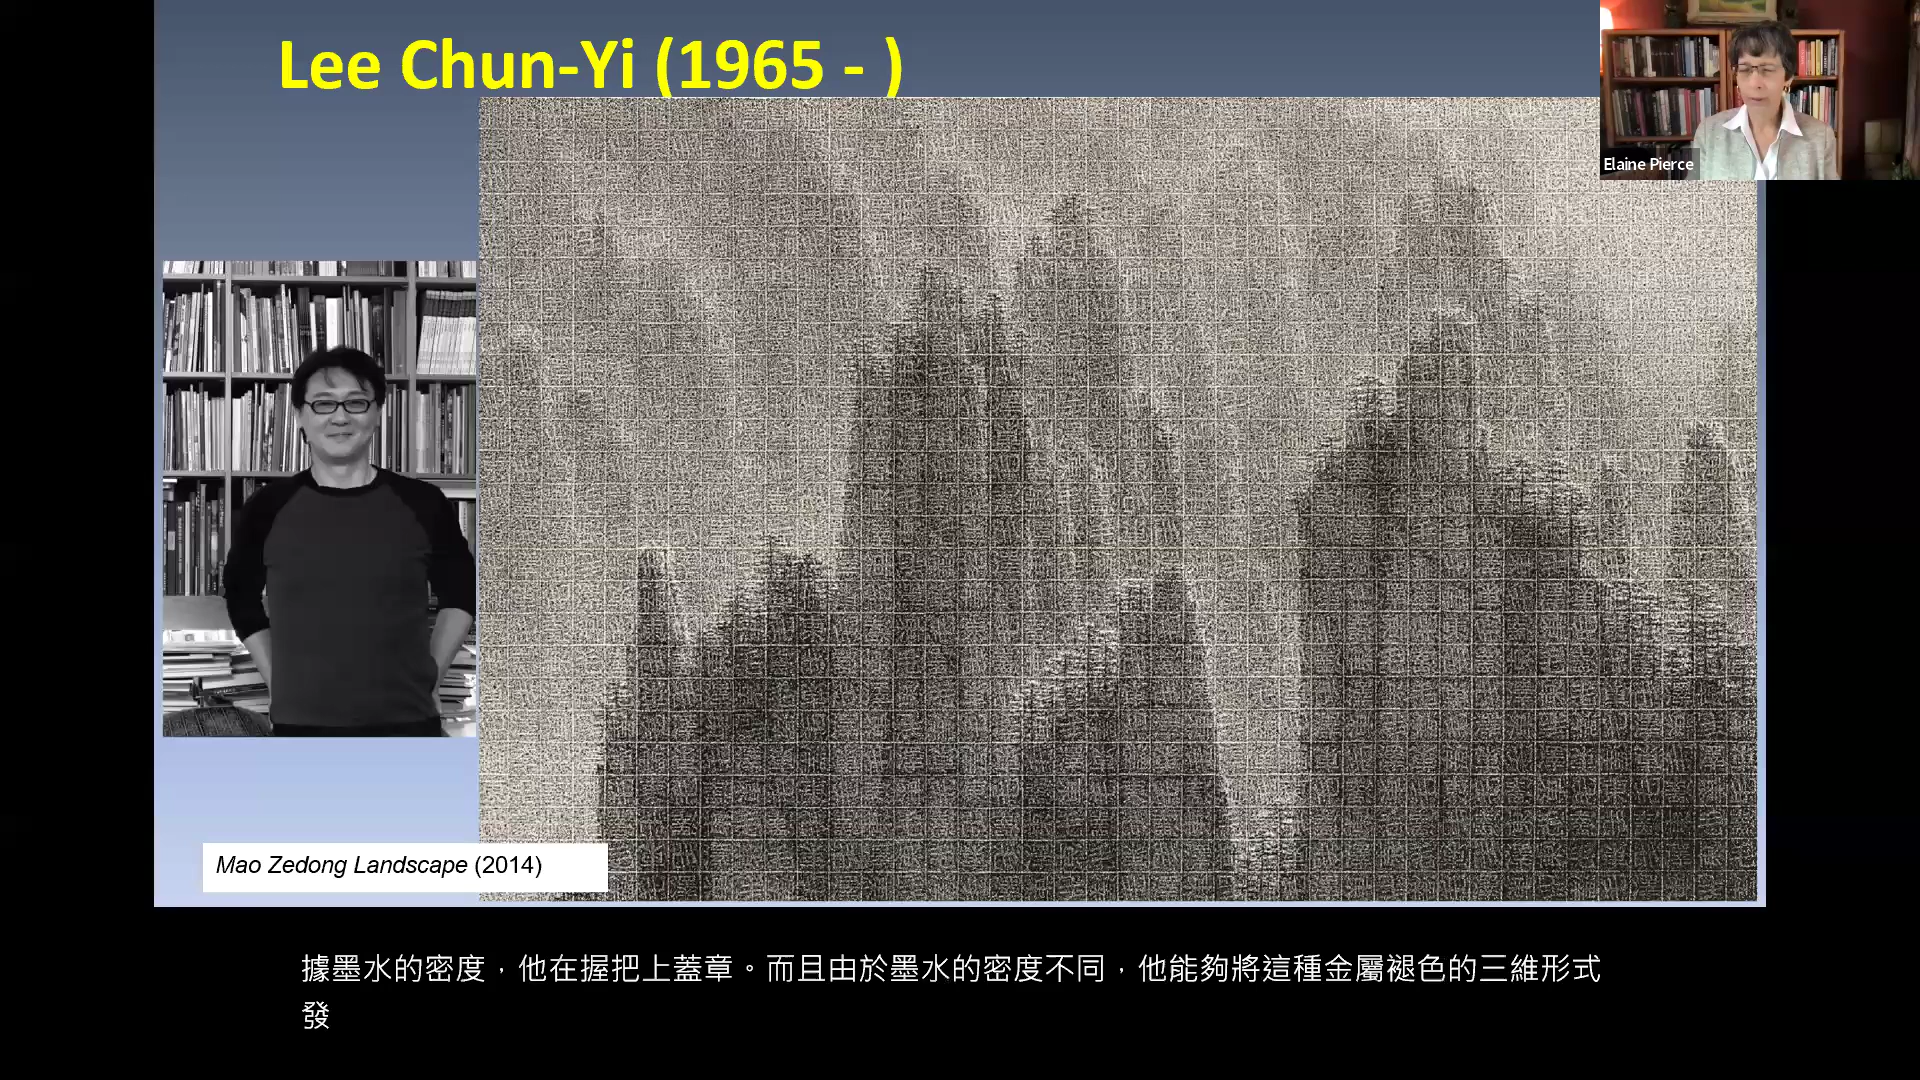 Lee Chun-Yi (1965 - )
Elaine Pierce
Mao Zedong Landscape (2014)
據墨水的密度，他在握把上蓋章。而且由於墨水的密度不同，他能夠將這種金屬褪色的三維形式
發